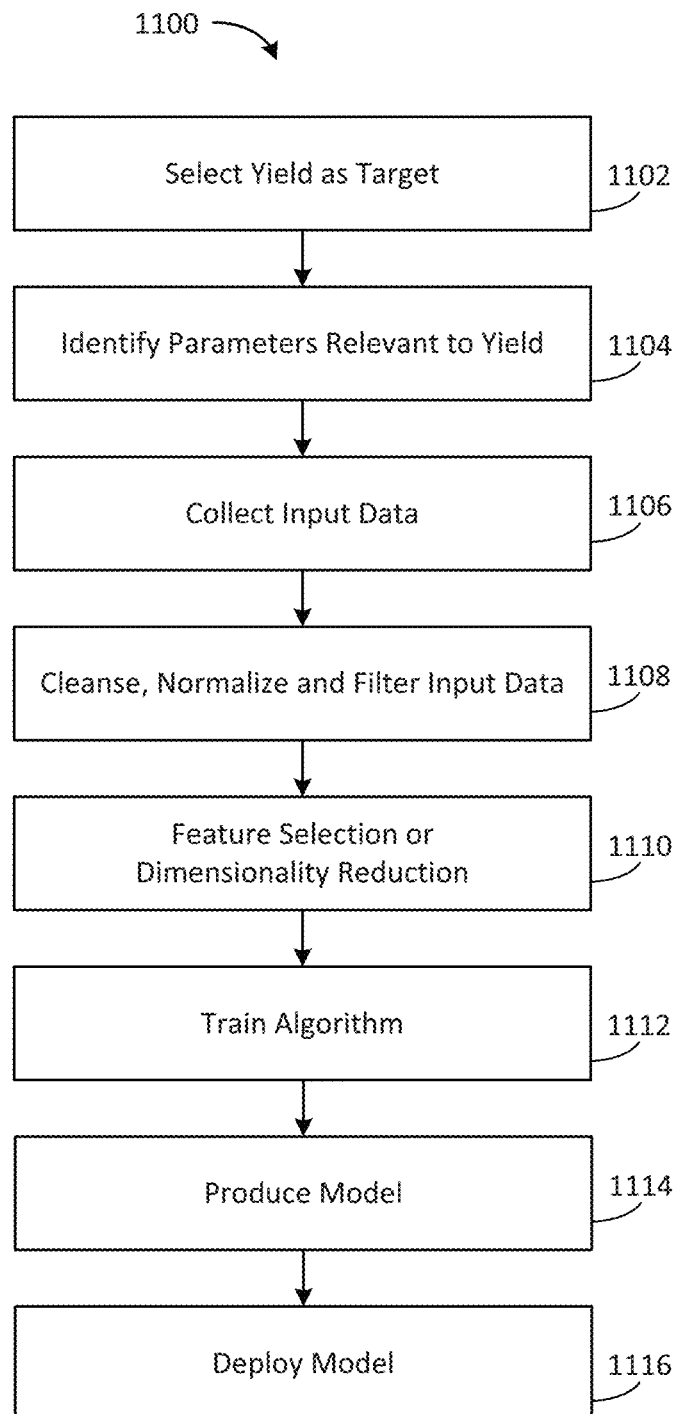 1100
Select Yield as Target
1102
Identify Parameters Relevant to Yield
1104
Collect Input Data
1106
Cleanse, Normalize and Filter Input Data
1108
Feature Selection or
Dimensionality Reduction
1110
Train Algorithm
1112
Produce Model
1114
Deploy Model
1116